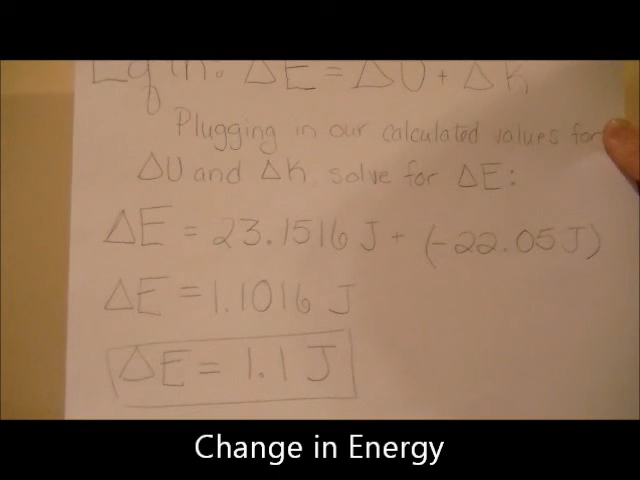 Eq'n: ΔE = ΔU + ΔK
Plugging in our calculated values for
ΔU and ΔK, solve for ΔE:
ΔE = 23.1516 J + (-22.05 J)
ΔE = 1.1016 J
ΔE = 1.1 J
Change in Energy